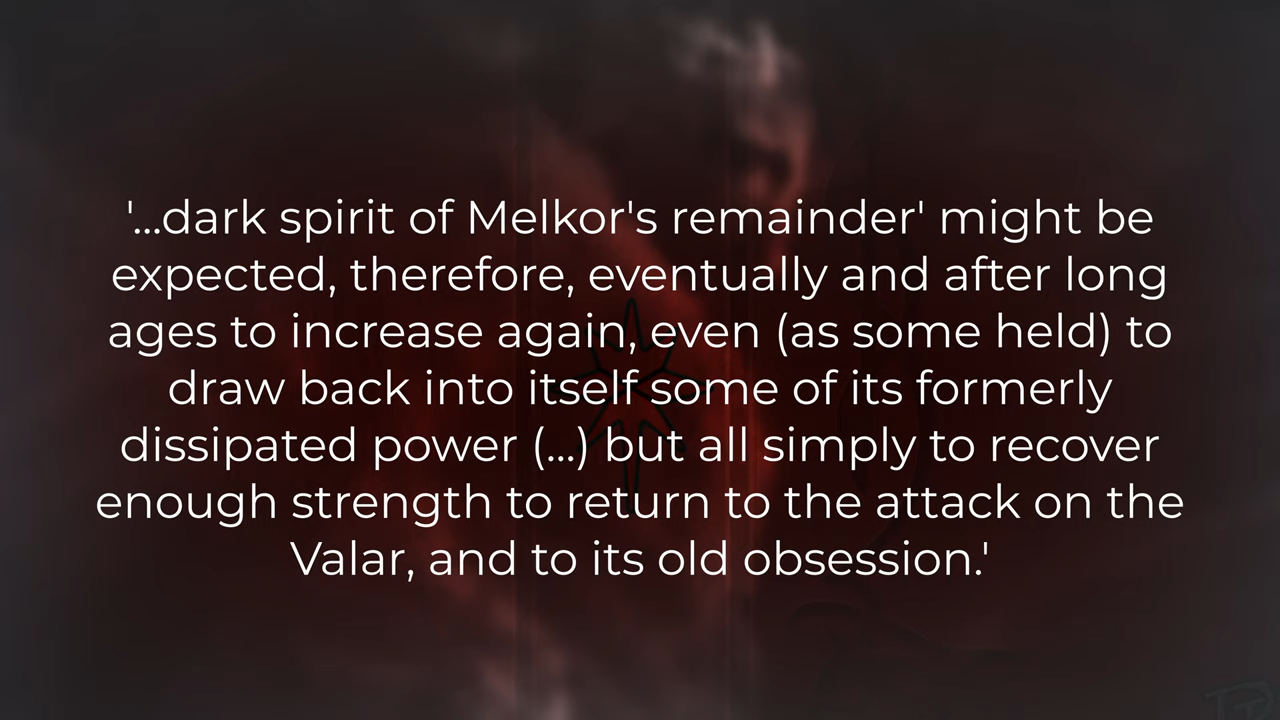 '...dark spirit of Melkor's remainder' might be
expected, therefore, eventually and after long
ages to increase again, even (as some held) to
draw back into itself some of its formerly
dissipated power (...) but all simply to recover
enough strength to return to the attack on the
Valar, and to its old obsession.'